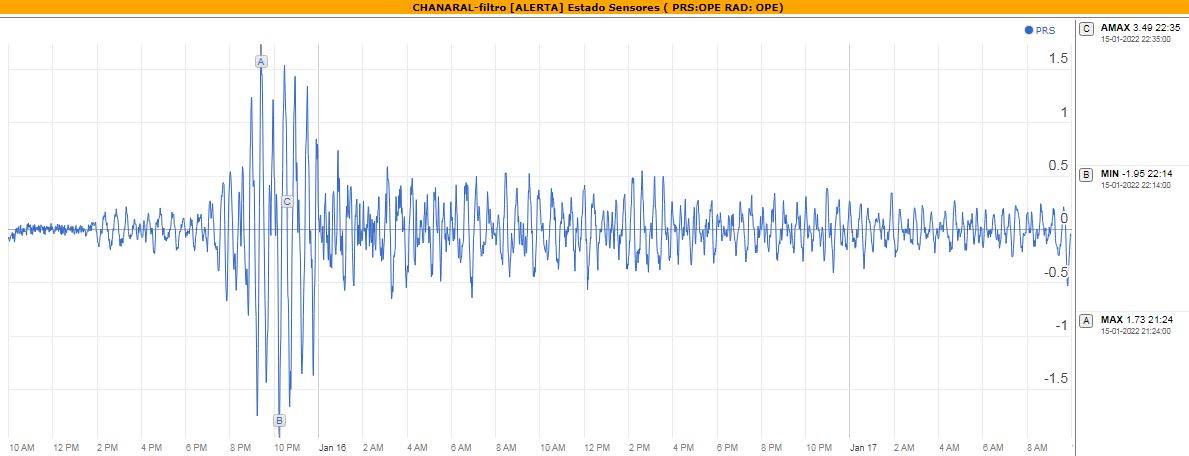 CHANARAL-filtro [ALERTA] Estado Sensores ( PRS:OPE RAD: OPE)
PRS
C AMAX 3.49 22:35
15-01-2022 22:35:00
A
1.5
1
0.5
B MIN -1.95 22:14
15-01-2022 22:14:00
C
0
-0.5
A MAX 1.73 21:24
15-01-2022 21:24:00
-1
-1.5
B
10 AM 12 PM 2 PM 4 PM 6 PM 8 PM 10 PM Jan 16 2 AM 4 AM 6 AM 8 AM 10 AM 12 PM 2 PM 4 PM 6 PM 8 PM 10 PM Jan 17 2 AM 4 AM 6 AM 8 AM